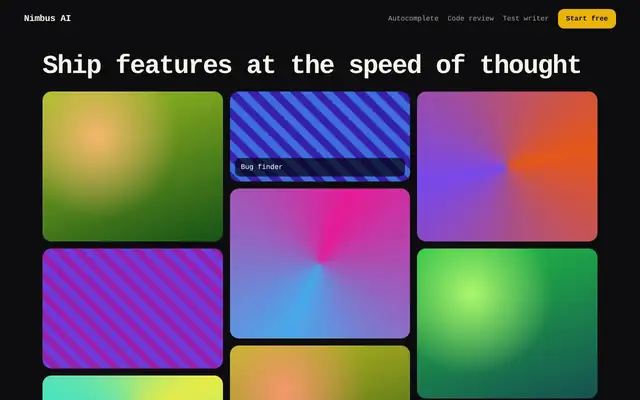 Nimbus AI
Autocomplete Code review Test writer Start free
Ship features at the speed of thought
Bug finder